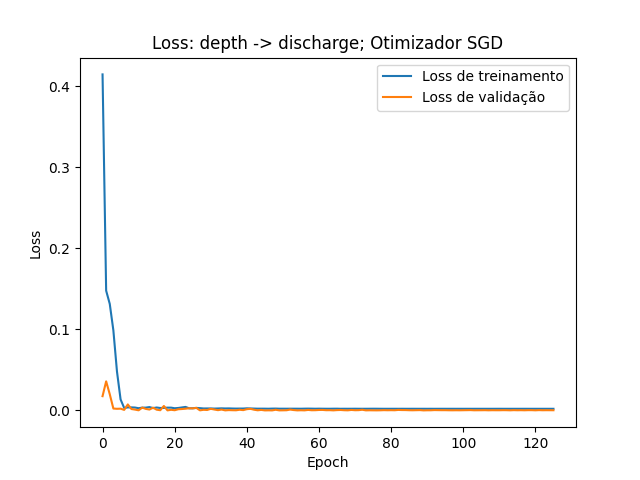 Loss: depth -> discharge; Otimizador SGD
Loss de treinamento
Loss de validação
0.4
0.3
0.2
0.1
0.0
Loss
0 20 40 60 80 100 120
Epoch